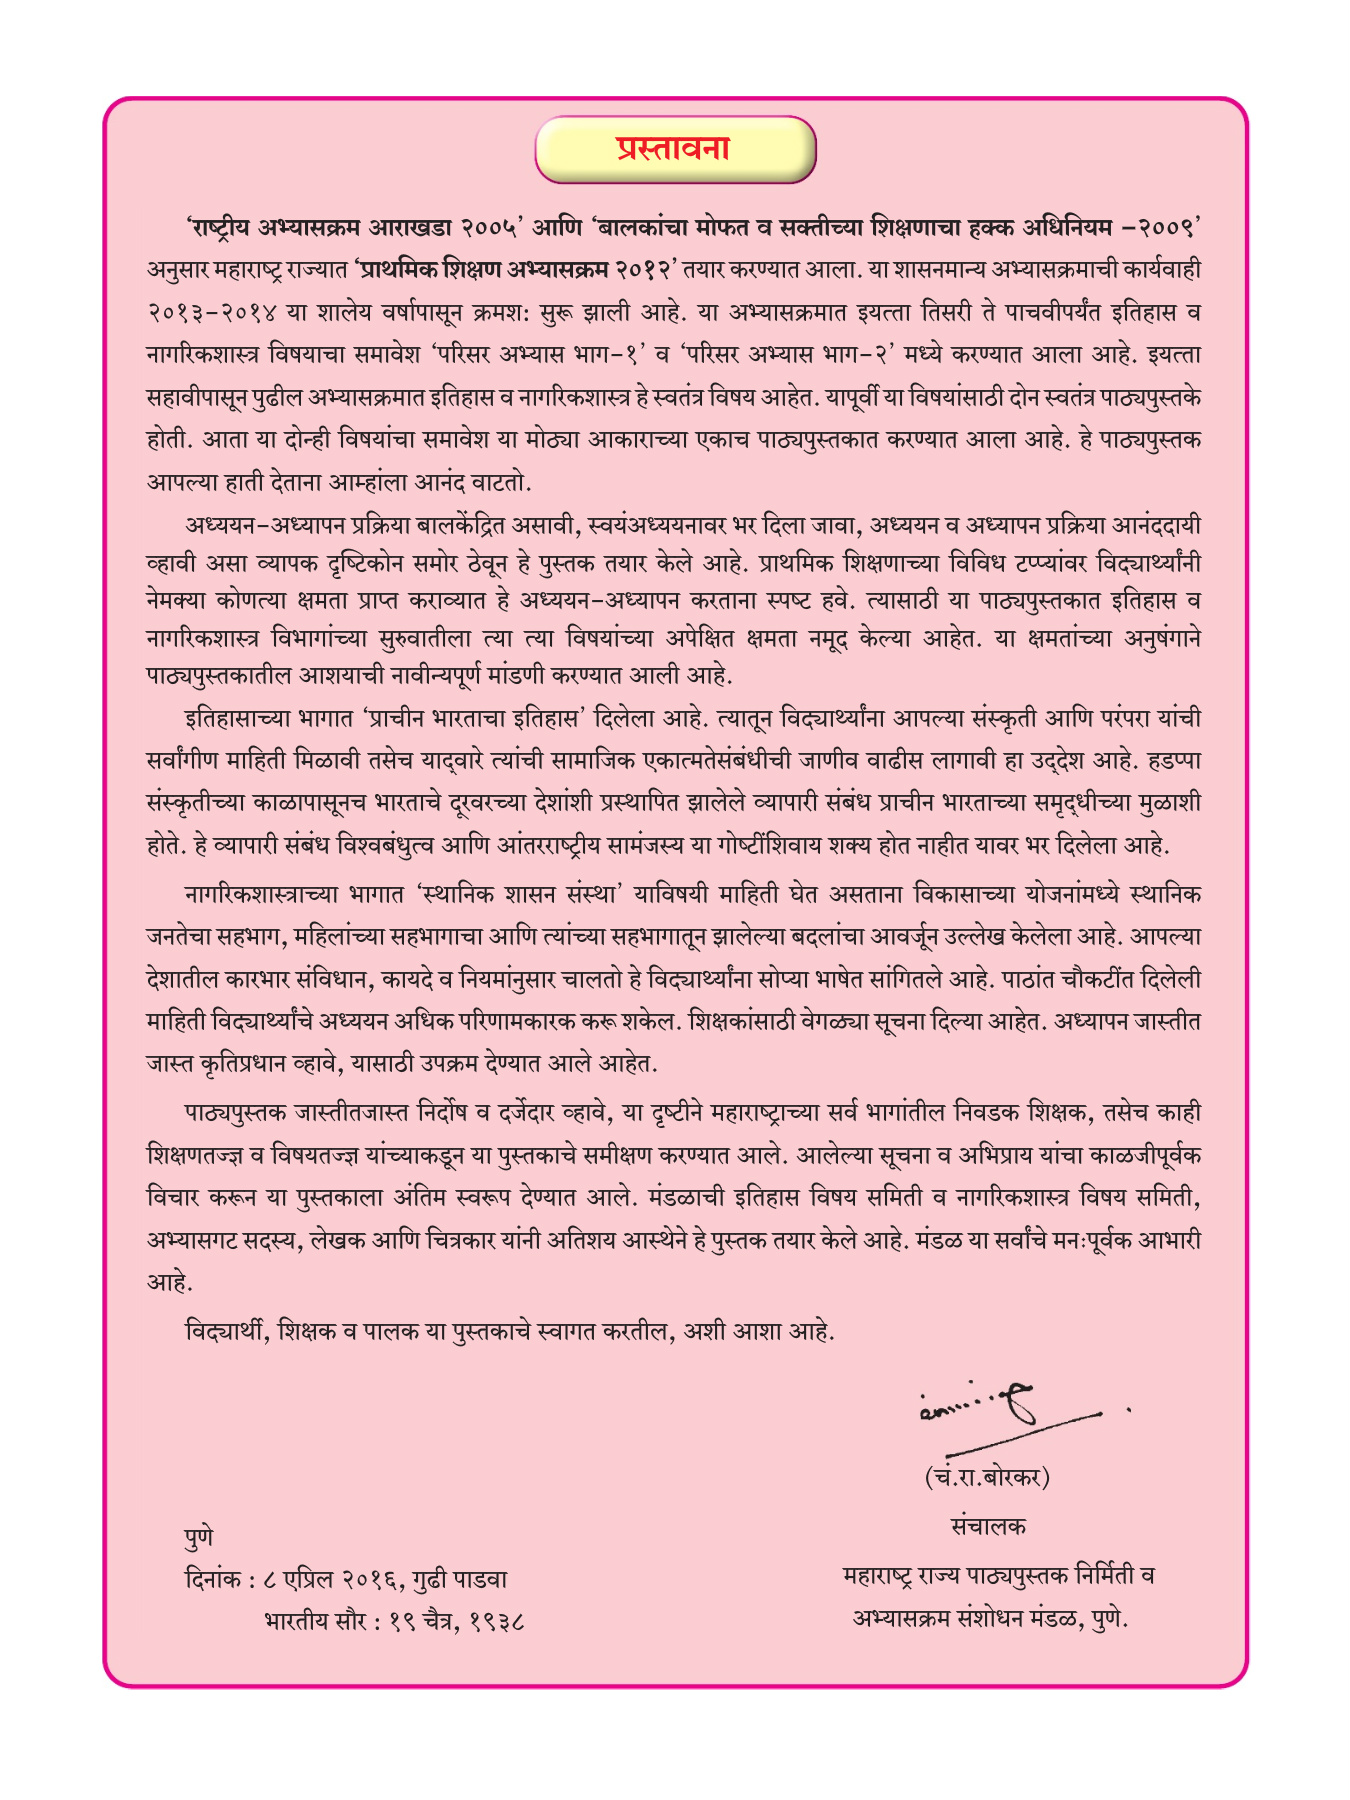 प्रस्तावना
‘राष्ट्रीय अभ्यासक्रम आराखडा २००५’ आणि ‘बालकांचा मोफत व सक्तीच्या शिक्षणाचा हक्क अधिनियम -२००९’
अनुसार महाराष्ट्र राज्यात ‘प्राथमिक शिक्षण अभ्यासक्रम २०१२’ तयार करण्यात आला. या शासनमान्य अभ्यासक्रमाची कार्यवाही
२०१३-२०१४ या शालेय वर्षापासून क्रमश: सुरू झाली आहे. या अभ्यासक्रमात इयत्ता तिसरी ते पाचवीपर्यंत इतिहास व
नागरिकशास्त्र विषयाचा समावेश ‘परिसर अभ्यास भाग-१’ व ‘परिसर अभ्यास भाग-२’ मध्ये करण्यात आला आहे. इयत्ता
सहावीपासून पुढील अभ्यासक्रमात इतिहास व नागरिकशास्त्र हे स्वतंत्र विषय आहेत. यापूर्वी या विषयांसाठी दोन स्वतंत्र पाठ्यपुस्तके
होती. आता या दोन्ही विषयांचा समावेश या मोठ्या आकाराच्या एकाच पाठ्यपुस्तकात करण्यात आला आहे. हे पाठ्यपुस्तक
आपल्या हाती देताना आम्हांला आनंद वाटतो.
अध्ययन-अध्यापन प्रक्रिया बालकेंद्रित असावी, स्वयंअध्ययनावर भर दिला जावा, अध्ययन व अध्यापन प्रक्रिया आनंददायी
व्हावी असा व्यापक दृष्टिकोन समोर ठेवून हे पुस्तक तयार केले आहे. प्राथमिक शिक्षणाच्या विविध टप्प्यांवर विद्यार्थ्यांनी
नेमक्या कोणत्या क्षमता प्राप्त कराव्यात हे अध्ययन-अध्यापन करताना स्पष्ट हवे. त्यासाठी या पाठ्यपुस्तकात इतिहास व
नागरिकशास्त्र विभागांच्या सुरुवातीला त्या त्या विषयांच्या अपेक्षित क्षमता नमूद केल्या आहेत. या क्षमतांच्या अनुषंगाने
पाठ्यपुस्तकातील आशयाची नावीन्यपूर्ण मांडणी करण्यात आली आहे.
इतिहासाच्या भागात ‘प्राचीन भारताचा इतिहास’ दिलेला आहे. त्यातून विद्यार्थ्यांना आपल्या संस्कृती आणि परंपरा यांची
सर्वांगीण माहिती मिळावी तसेच याद्‌वारे त्यांची सामाजिक एकात्मतेसंबंधीची जाणीव वाढीस लागावी हा उद्‌देश आहे. हडप्पा
संस्कृतीच्या काळापासूनच भारताचे दूरवरच्या देशांशी प्रस्थापित झालेले व्यापारी संबंध प्राचीन भारताच्या समृद्‌धीच्या मुळाशी
होते. हे व्यापारी संबंध विश्वबंधुत्व आणि आंतरराष्ट्रीय सामंजस्य या गोष्टींशिवाय शक्य होत नाहीत यावर भर दिलेला आहे.
नागरिकशास्त्राच्या भागात ‘स्थानिक शासन संस्था’ याविषयी माहिती घेत असताना विकासाच्या योजनांमध्ये स्थानिक
जनतेचा सहभाग, महिलांच्या सहभागाचा आणि त्यांच्या सहभागातून झालेल्या बदलांचा आवर्जून उल्लेख केलेला आहे. आपल्या
देशातील कारभार संविधान, कायदे व नियमांनुसार चालतो हे विद्यार्थ्यांना सोप्या भाषेत सांगितले आहे. पाठांत चौकटींत दिलेली
माहिती विद्यार्थ्यांचे अध्ययन अधिक परिणामकारक करू शकेल. शिक्षकांसाठी वेगळ्या सूचना दिल्या आहेत. अध्यापन जास्तीत
जास्त कृतिप्रधान व्हावे, यासाठी उपक्रम देण्यात आले आहेत.
पाठ्यपुस्तक जास्तीतजास्त निर्दोष व दर्जेदार व्हावे, या दृष्टीने महाराष्ट्राच्या सर्व भागांतील निवडक शिक्षक, तसेच काही
शिक्षणतज्ज्ञ व विषयतज्ज्ञ यांच्याकडून या पुस्तकाचे समीक्षण करण्यात आले. आलेल्या सूचना व अभिप्राय यांचा काळजीपूर्वक
विचार करून या पुस्तकाला अंतिम स्वरूप देण्यात आले. मंडळाची इतिहास विषय समिती व नागरिकशास्त्र विषय समिती,
अभ्यासगट सदस्य, लेखक आणि चित्रकार यांनी अतिशय आस्थेने हे पुस्तक तयार केले आहे. मंडळ या सर्वांचे मनःपूर्वक आभारी
आहे.
विद्यार्थी, शिक्षक व पालक या पुस्तकाचे स्वागत करतील, अशी आशा आहे.
(चं.रा.बोरकर)
संचालक
महाराष्ट्र राज्य पाठ्यपुस्तक निर्मिती व
अभ्यासक्रम संशोधन मंडळ, पुणे.
पुणे
दिनांक : ८ एप्रिल २०१६, गुढी पाडवा
भारतीय सौर : १९ चैत्र, १९३८